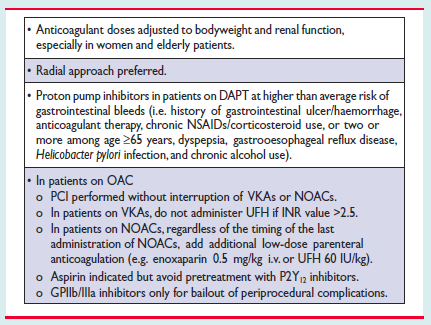 • Anticoagulant doses adjusted to bodyweight and renal function,
especially in women and elderly patients.
• Radial approach preferred.
• Proton pump inhibitors in patients on DAPT at higher than average risk of
gastrointestinal bleeds (i.e. history of gastrointestinal ulcer/haemorrhage,
anticoagulant therapy, chronic NSAIDs/corticosteroid use, or two or
more among age ≥65 years, dyspepsia, gastrooesophageal reflux disease,
Helicobacter pylori infection, and chronic alcohol use).
• In patients on OAC
o PCI performed without interruption of VKAs or NOACs.
o In patients on VKAs, do not administer UFH if INR value >2.5.
o In patients on NOACs, regardless of the timing of the last
administration of NOACs, add additional low-dose parenteral
anticoagulation (e.g. enoxaparin 0.5 mg/kg i.v. or UFH 60 IU/kg).
o Aspirin indicated but avoid pretreatment with P2Y₁₂ inhibitors.
o GPIIb/IIIa inhibitors only for bailout of periprocedural complications.